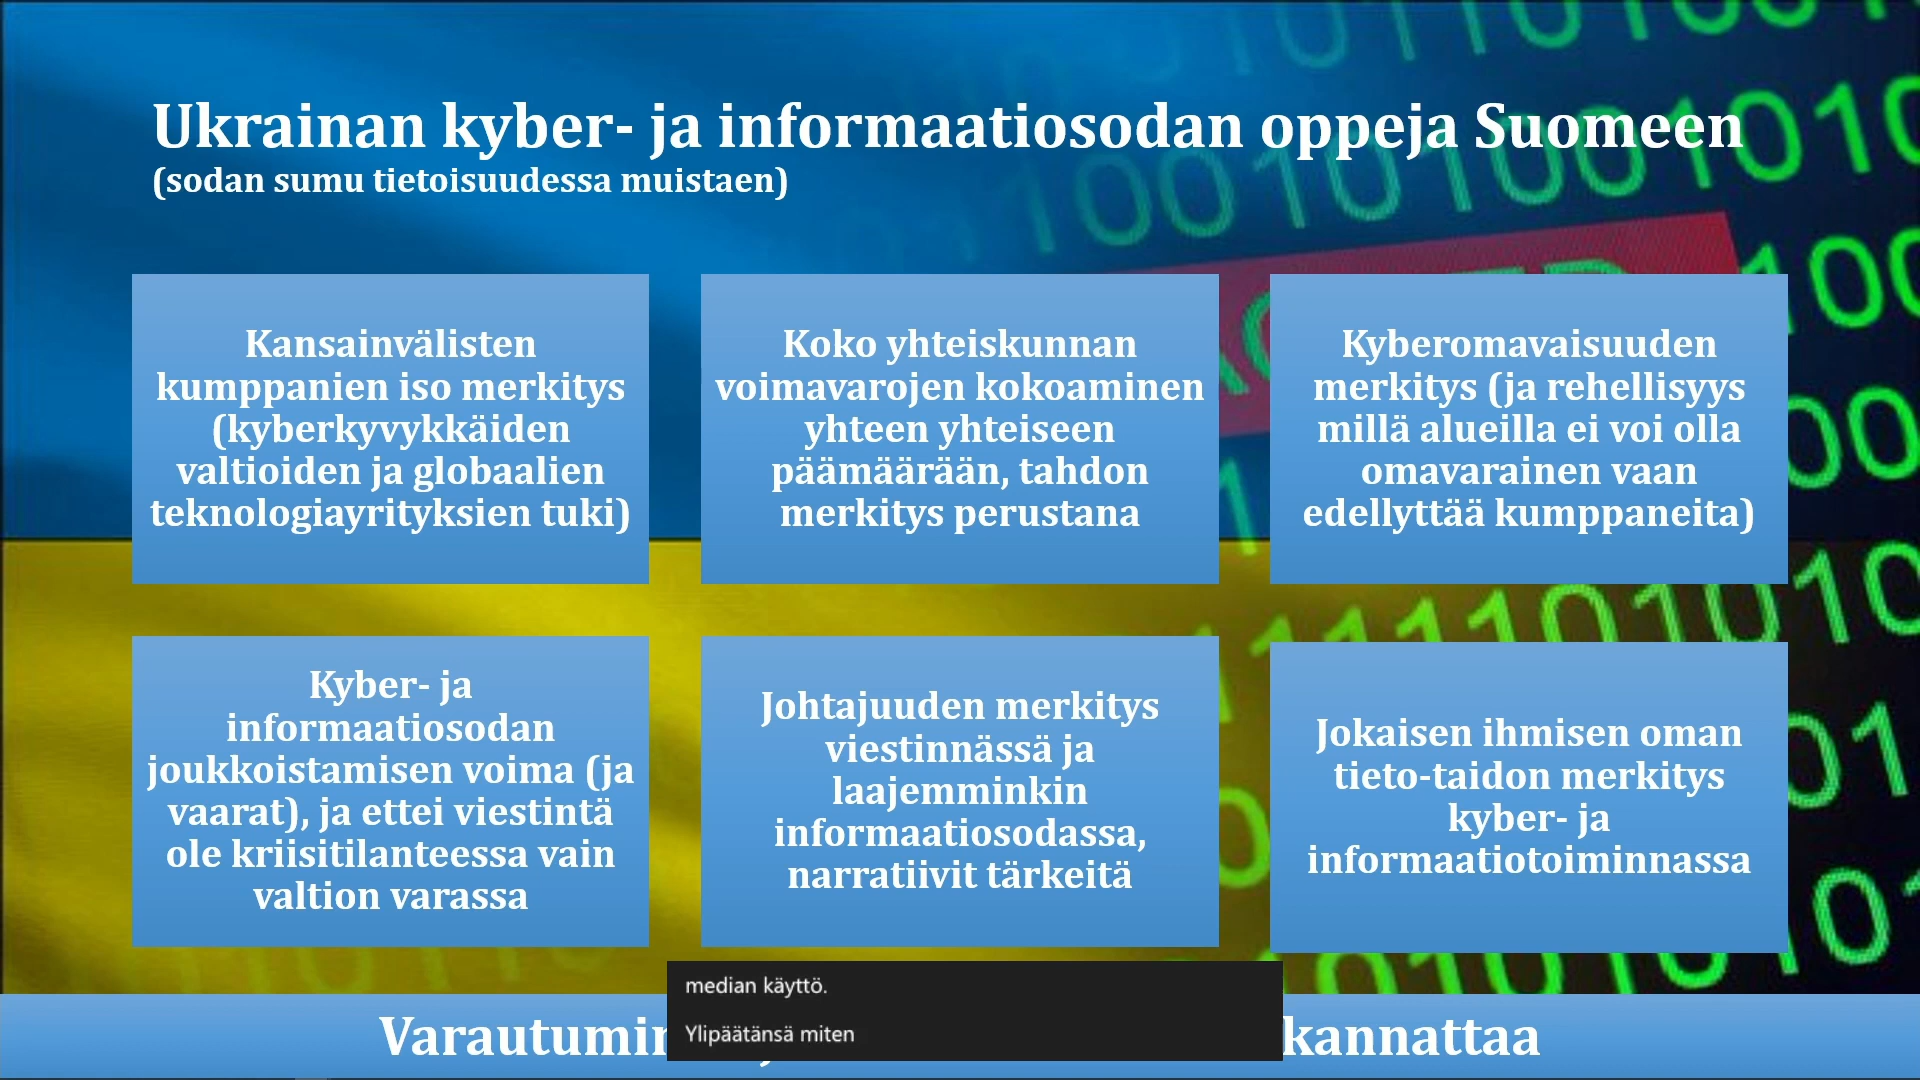 Ukrainan kyber- ja informaatiosodan oppeja Suomeen
(sodan sumu tietoisuudessa muistaen)
Kansainvälisten
kumppanien iso merkitys
(kyberkyvykkäiden
valtioiden ja globaalien
teknologiayrityksien tuki)
Koko yhteiskunnan
voimavarojen kokoaminen
yhteen yhteiseen
päämäärään, tahdon
merkitys perustana
Kyberomavaisuuden
merkitys (ja rehellisyys
millä alueilla ei voi olla
omavarainen vaan
edellyttää kumppaneita)
Kyber- ja
informaatiosodan
joukkoistamisen voima (ja
vaarat), ja ettei viestintä
ole kriisitilanteessa vain
valtion varassa
Johtajuuden merkitys
viestinnässä ja
laajemminkin
informaatiosodassa,
narratiivit tärkeitä
Jokaisen ihmisen oman
tieto-taidon merkitys
kyber- ja
informaatiotoiminnassa
kannattaa
median käyttö.
Ylipäätänsä miten